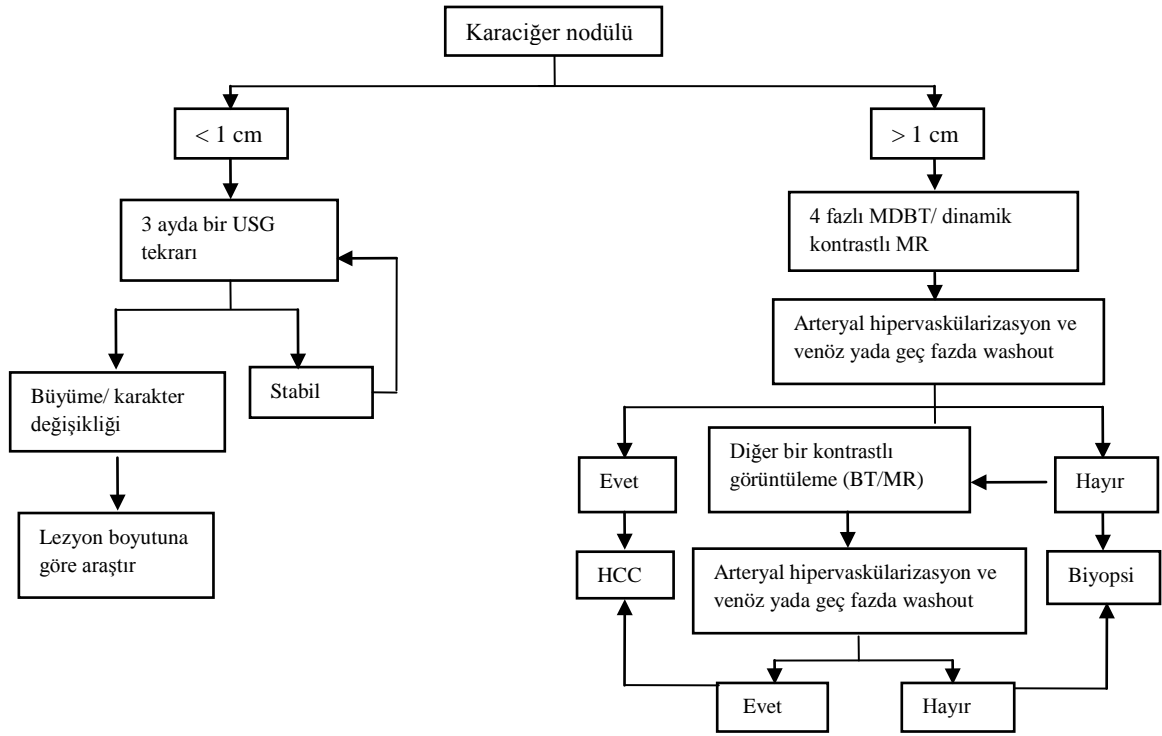 Karaciğer nodülü
< 1 cm
> 1 cm
3 ayda bir USG
tekrarı
4 fazlı MDBT/ dinamik
kontrastlı MR
Arteryal hipervaskülarizasyon ve
venöz yada geç fazda washout
Büyüme/ karakter
değişikliği
Stabil
Evet
Diğer bir kontrastlı
görüntüleme (BT/MR)
Hayır
Lezyon boyutuna
göre araştır
HCC
Arteryal hipervaskülarizasyon ve
venöz yada geç fazda washout
Biyopsi
Evet
Hayır